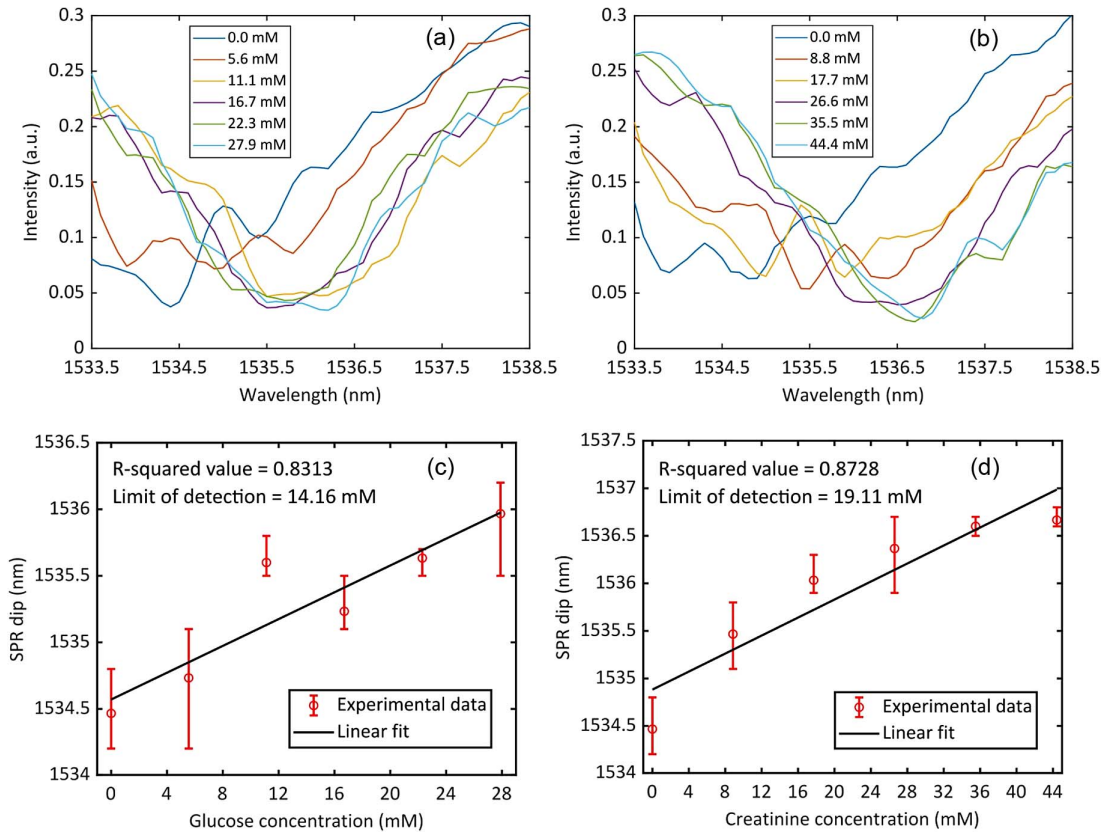 (a)
0.0 mM
5.6 mM
11.1 mM
16.7 mM
22.3 mM
27.9 mM
0.3
0.25
0.2
0.15
0.1
0.05
0
Intensity (a.u.)
1533.5 1534.5 1535.5 1536.5 1537.5 1538.5
Wavelength (nm)
(b)
0.0 mM
8.8 mM
17.7 mM
26.6 mM
35.5 mM
44.4 mM
0.3
0.25
0.2
0.15
0.1
0.05
0
Intensity (a.u.)
1533.5 1534.5 1535.5 1536.5 1537.5 1538.5
Wavelength (nm)
(c)
R-squared value = 0.8313
Limit of detection = 14.16 mM
1536.5
1536
1535.5
1535
1534.5
1534
SPR dip (nm)
Experimental data
Linear fit
0 4 8 12 16 20 24 28
Glucose concentration (mM)
(d)
R-squared value = 0.8728
Limit of detection = 19.11 mM
1537.5
1537
1536.5
1536
1535.5
1535
1534.5
1534
SPR dip (nm)
Experimental data
Linear fit
0 4 8 12 16 20 24 28 32 36 40 44
Creatinine concentration (mM)